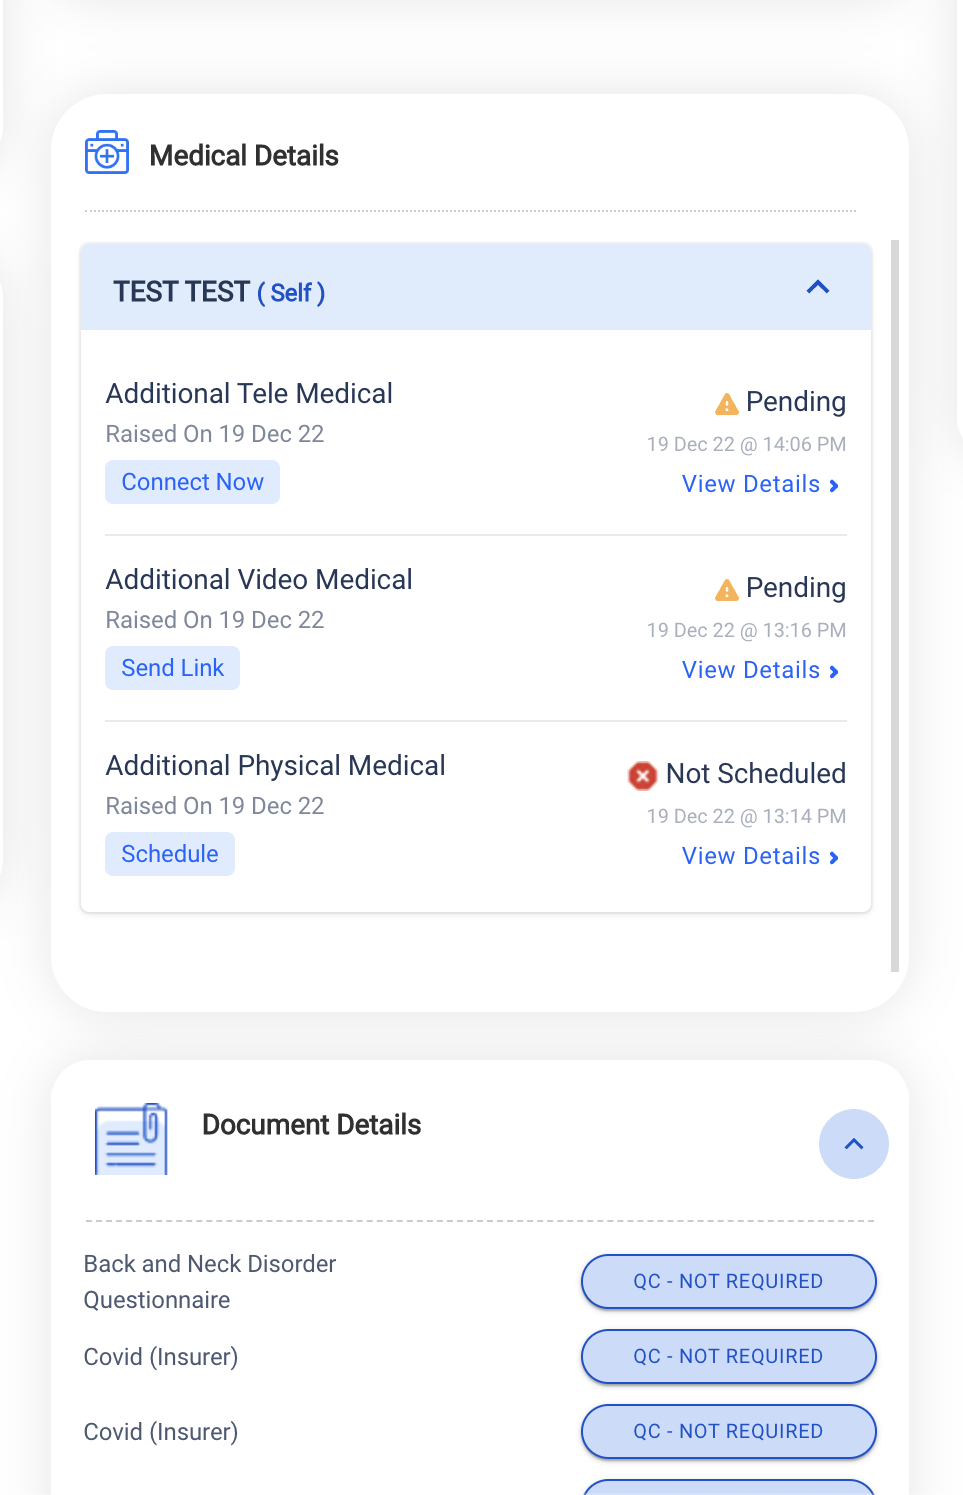 Medical Details
TEST TEST ( Self )
Additional Tele Medical
Pending
Raised On 19 Dec 22
19 Dec 22 @ 14:06 PM
Connect Now
View Details
Additional Video Medical
Pending
Raised On 19 Dec 22
19 Dec 22 @ 13:16 PM
Send Link
View Details
Additional Physical Medical
Not Scheduled
Raised On 19 Dec 22
19 Dec 22 @ 13:14 PM
Schedule
View Details
Document Details
Back and Neck Disorder
Questionnaire
QC - NOT REQUIRED
Covid (Insurer)
QC - NOT REQUIRED
Covid (Insurer)
QC - NOT REQUIRED